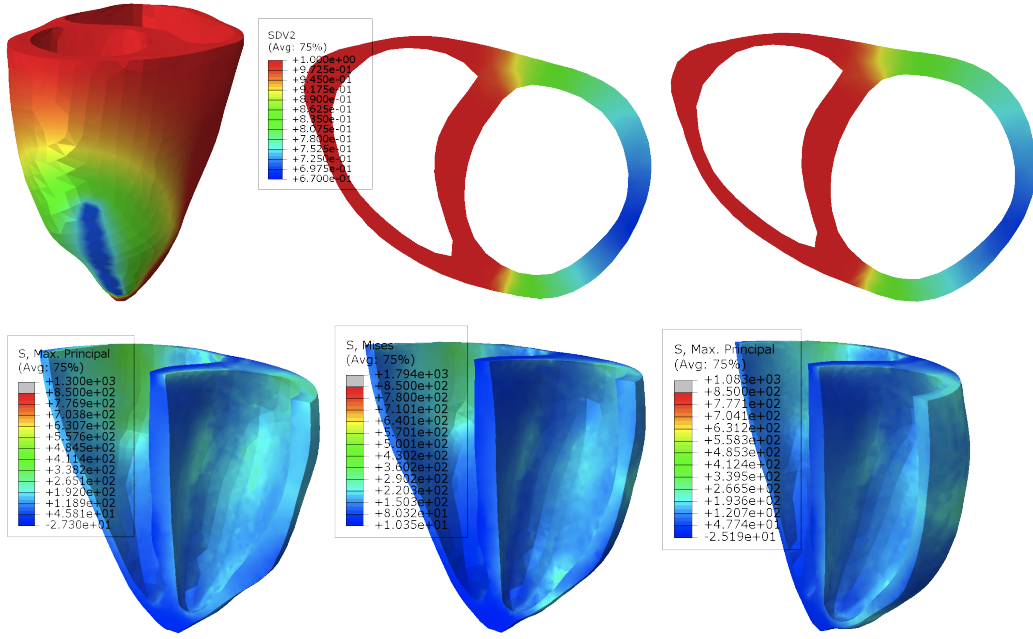 SDV2
(Avg: 75%)
+1.000e+00
+9.725e-01
+9.450e-01
+9.175e-01
+8.900e-01
+8.625e-01
+8.350e-01
+8.075e-01
+7.800e-01
+7.525e-01
+7.250e-01
+6.975e-01
+6.700e-01
S, Max. Principal
(Avg: 75%)
+1.300e+03
+8.500e+02
+7.769e+02
+7.038e+02
+6.307e+02
+5.576e+02
+4.845e+02
+4.114e+02
+3.382e+02
+2.651e+02
+1.920e+02
+1.189e+02
+4.581e+01
-2.730e+01
S, Mises
(Avg: 75%)
+1.794e+03
+8.500e+02
+7.800e+02
+7.101e+02
+6.401e+02
+5.701e+02
+5.001e+02
+4.302e+02
+3.602e+02
+2.902e+02
+2.203e+02
+1.503e+02
+8.032e+01
+1.035e+01
S, Max. Principal
(Avg: 75%)
+1.083e+03
+8.500e+02
+7.771e+02
+7.041e+02
+6.312e+02
+5.583e+02
+4.853e+02
+4.124e+02
+3.395e+02
+2.665e+02
+1.936e+02
+1.207e+02
+4.774e+01
-2.519e+01